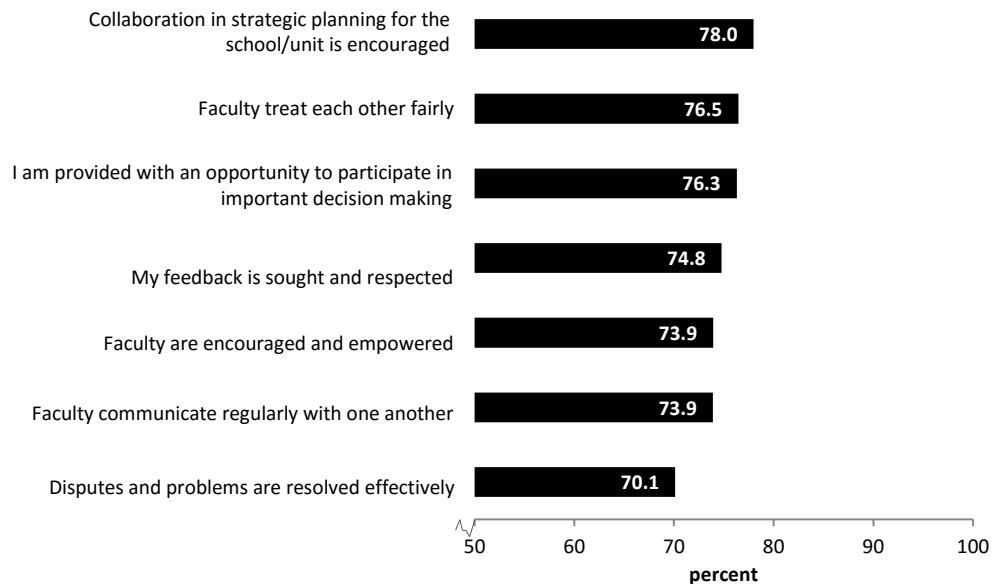 Collaboration in strategic planning for the
school/unit is encouraged
78.0
Faculty treat each other fairly
76.5
I am provided with an opportunity to participate in
important decision making
76.3
My feedback is sought and respected
74.8
Faculty are encouraged and empowered
73.9
Faculty communicate regularly with one another
73.9
Disputes and problems are resolved effectively
70.1
50 60 70 80 90 100
percent